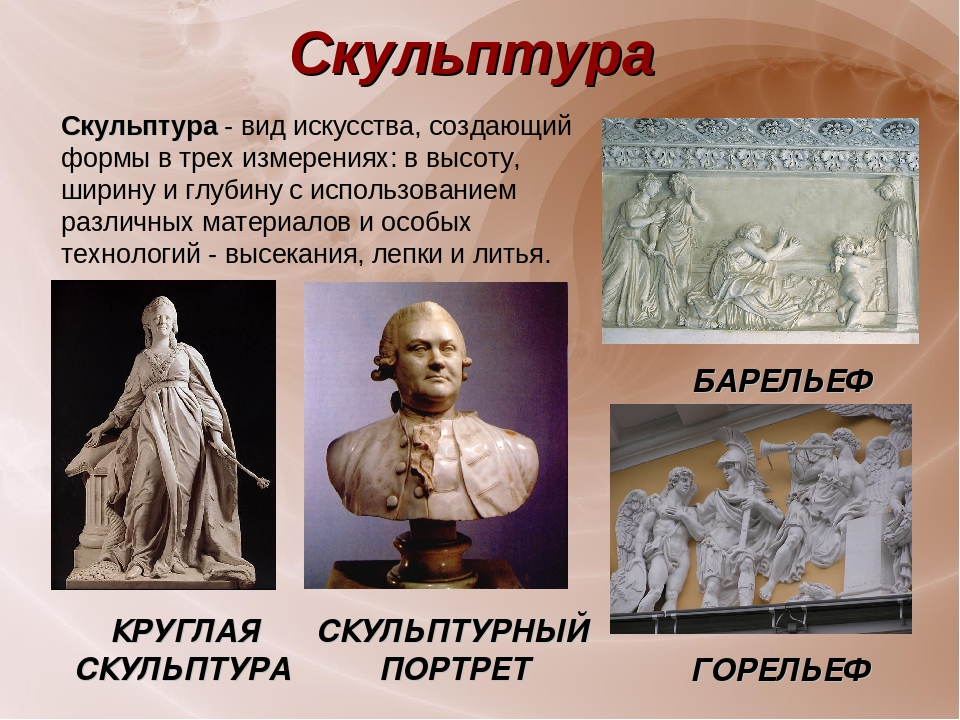 Скульптура
Скульптура - вид искусства, создающий
формы в трех измерениях: в высоту,
ширину и глубину с использованием
различных материалов и особых
технологий - высекания, лепки и литья.
БАРЕЛЬЕФ
КРУГЛАЯ
СКУЛЬПТУРА
СКУЛЬПТУРНЫЙ
ПОРТРЕТ
ГОРЕЛЬЕФ